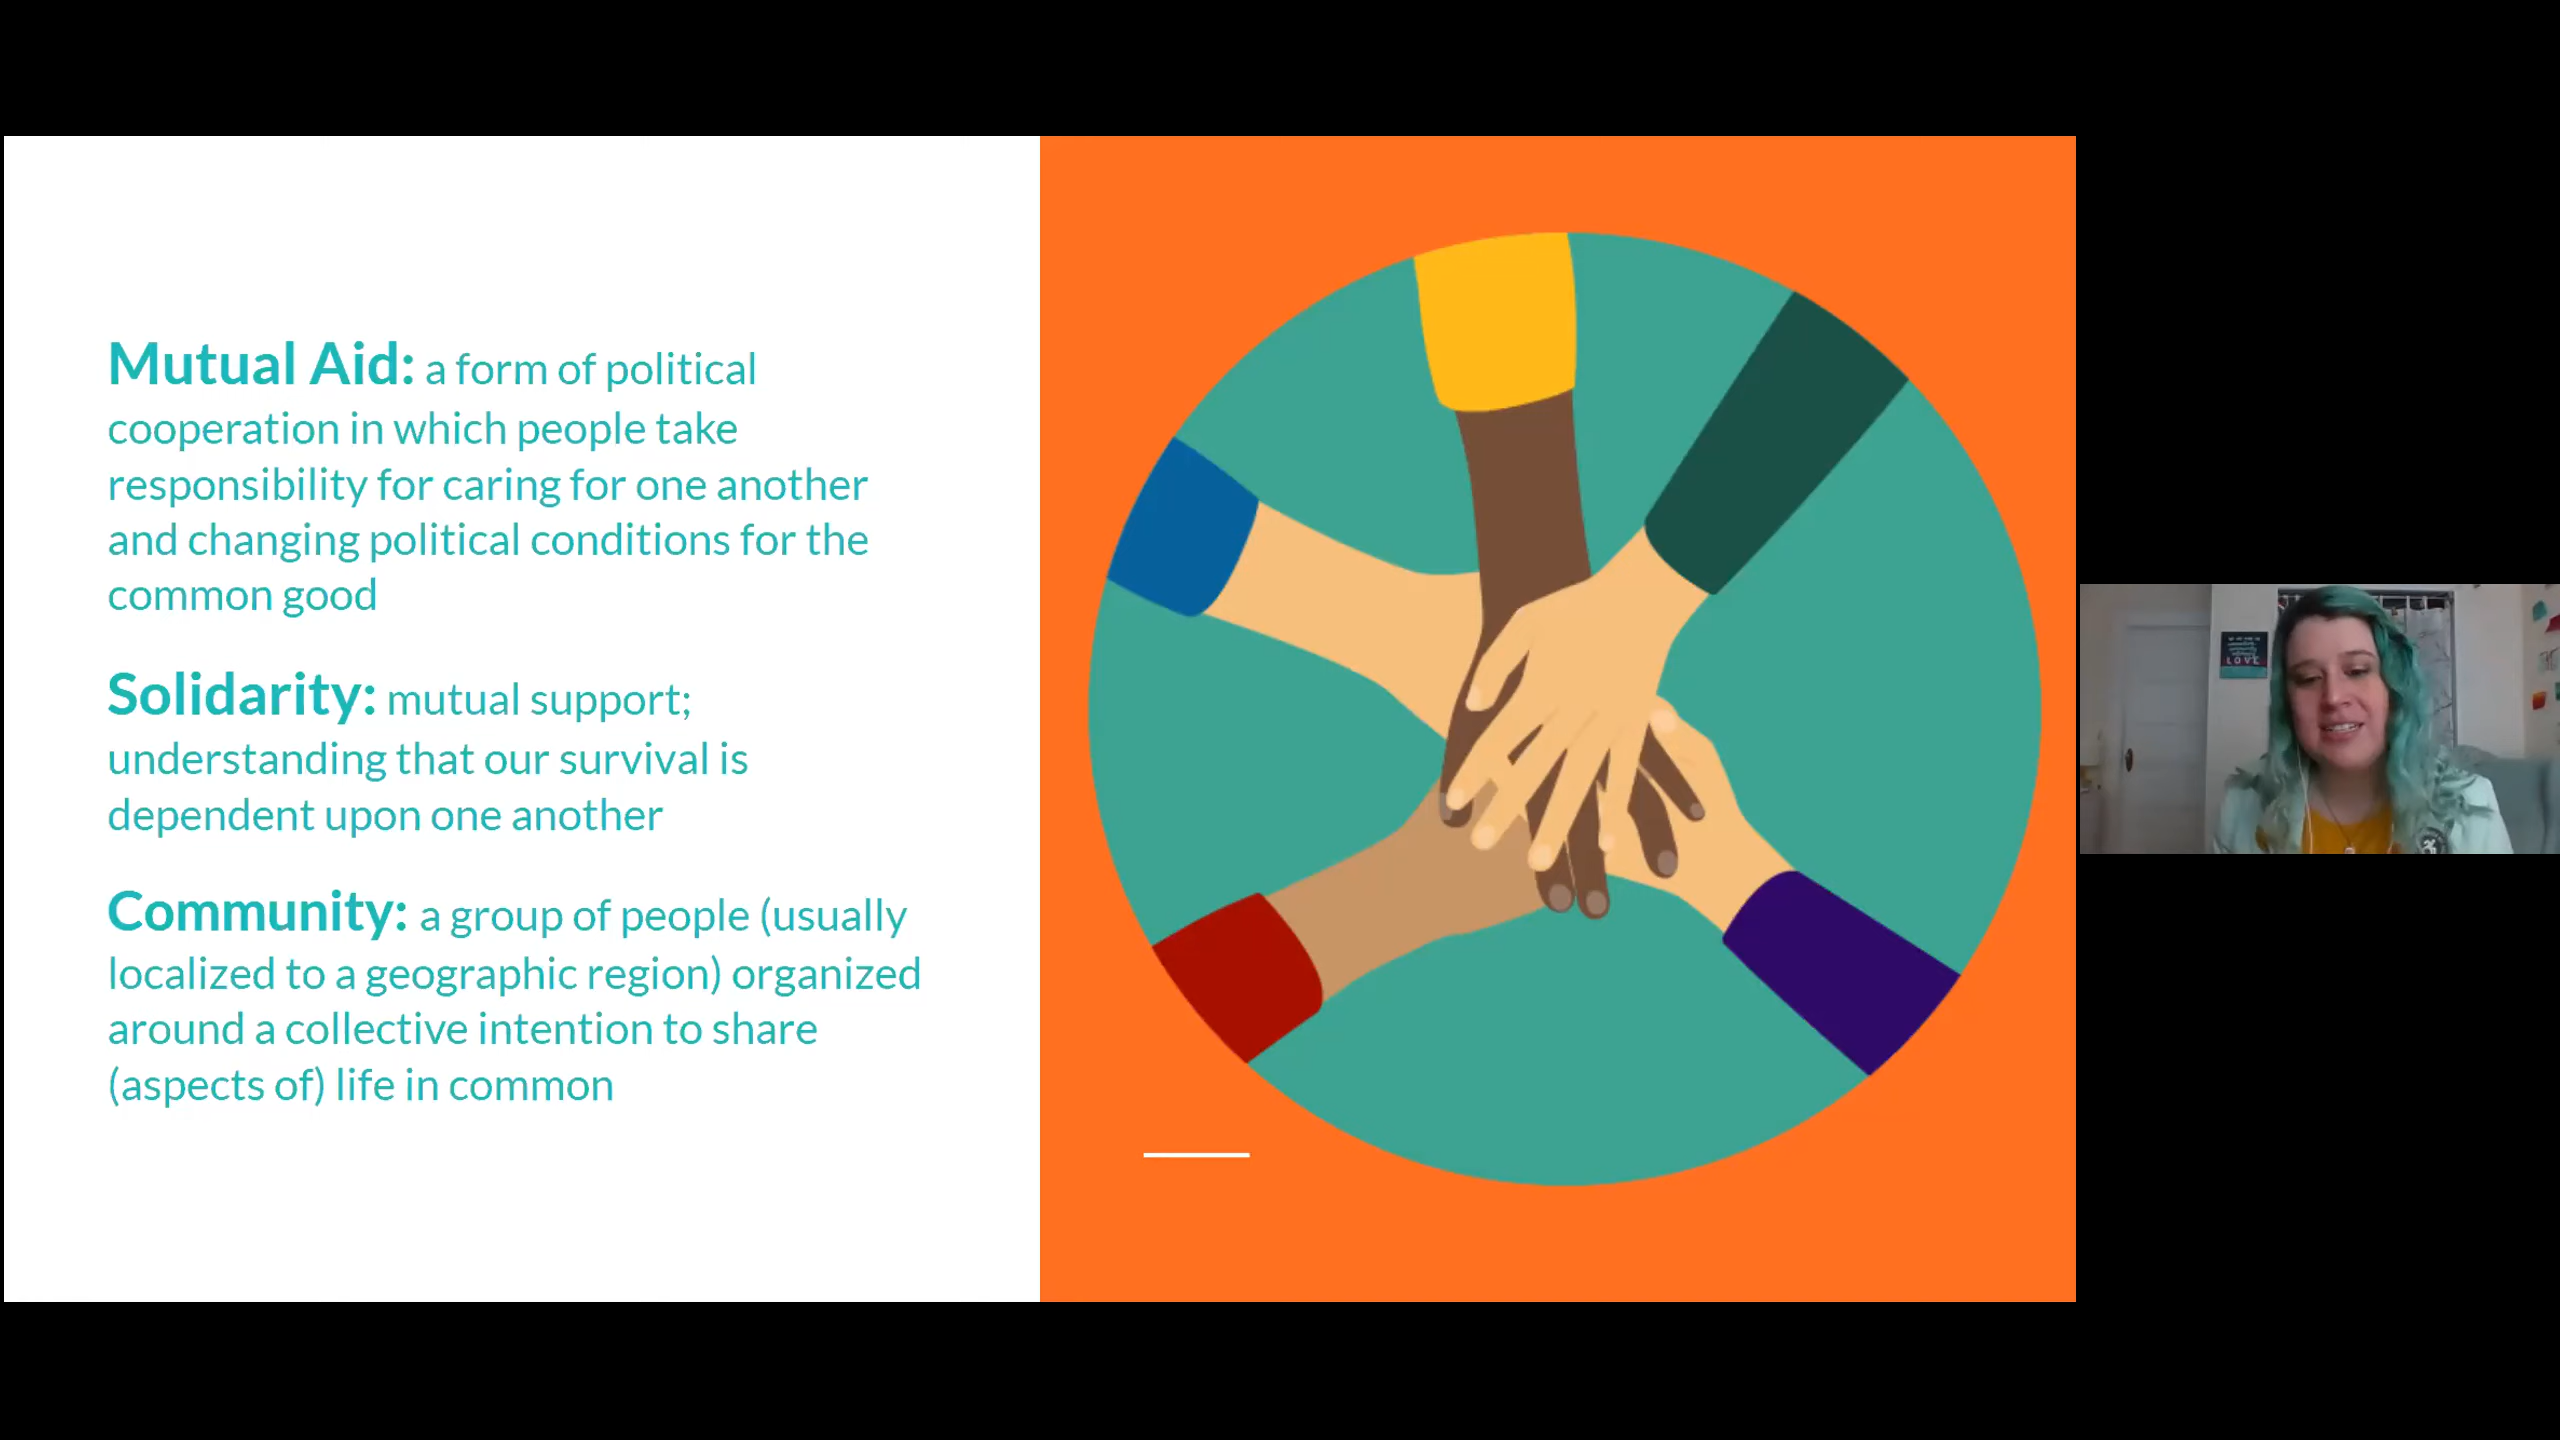 Mutual Aid: a form of political
cooperation in which people take
responsibility for caring for one another
and changing political conditions for the
common good
Solidarity: mutual support;
understanding that our survival is
dependent upon one another
Community: a group of people (usually
localized to a geographic region) organized
around a collective intention to share
(aspects of) life in common
LOVE